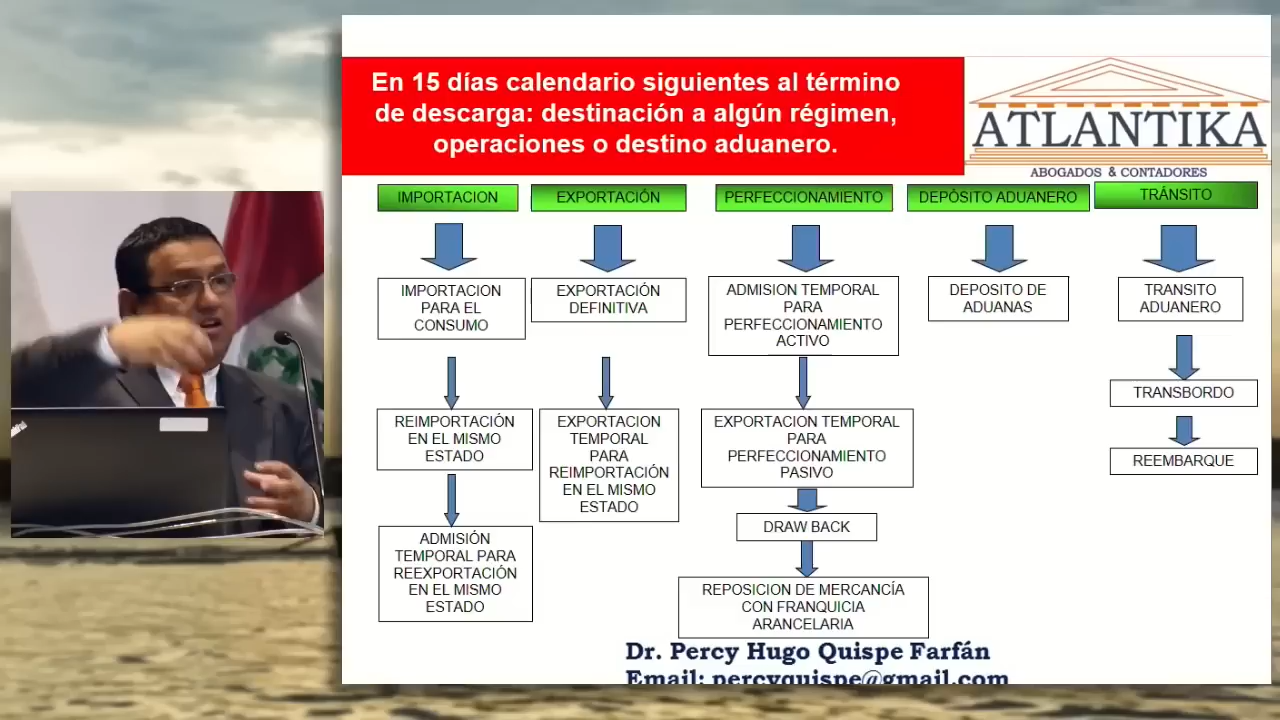 En 15 días calendario siguientes al término
de descarga: destinación a algún régimen,
operaciones o destino aduanero.
ATLANTIKA
ABOGADOS & CONTADORES
IMPORTACION
EXPORTACIÓN
PERFECCIONAMIENTO
DEPÓSITO ADUANERO
TRÁNSITO
IMPORTACION
PARA EL
CONSUMO
EXPORTACIÓN
DEFINITIVA
ADMISION TEMPORAL
PARA
PERFECCIONAMIENTO
ACTIVO
DEPOSITO DE
ADUANAS
TRANSITO
ADUANERO
REIMPORTACIÓN
EN EL MISMO
ESTADO
EXPORTACION
TEMPORAL
PARA
REIMPORTACIÓN
EN EL MISMO
ESTADO
EXPORTACION TEMPORAL
PARA
PERFECCIONAMIENTO
PASIVO
TRANSBORDO
REEMBARQUE
ADMISIÓN
TEMPORAL PARA
REEXPORTACIÓN
EN EL MISMO
ESTADO
DRAW BACK
REPOSICION DE MERCANCÍA
CON FRANQUICIA
ARANCELARIA
Dr. Percy Hugo Quispe Farfán
Email: percyquispe@gmail.com